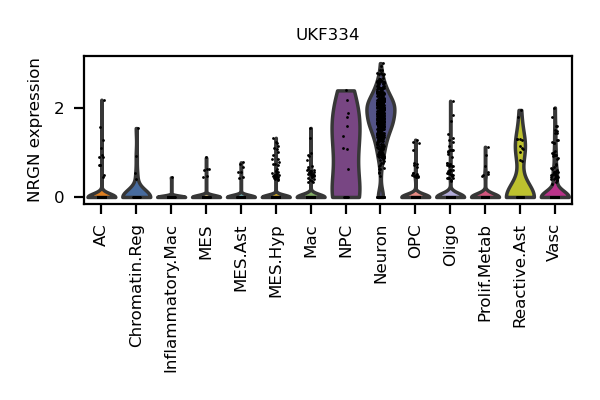 UKF334
NRGN expression
2
0
AC
Chromatin.Reg
Inflammatory.Mac
MES
MES.Ast
MES.Hyp
Mac
NPC
Neuron
OPC
Oligo
Prolif.Metab
Reactive.Ast
Vasc